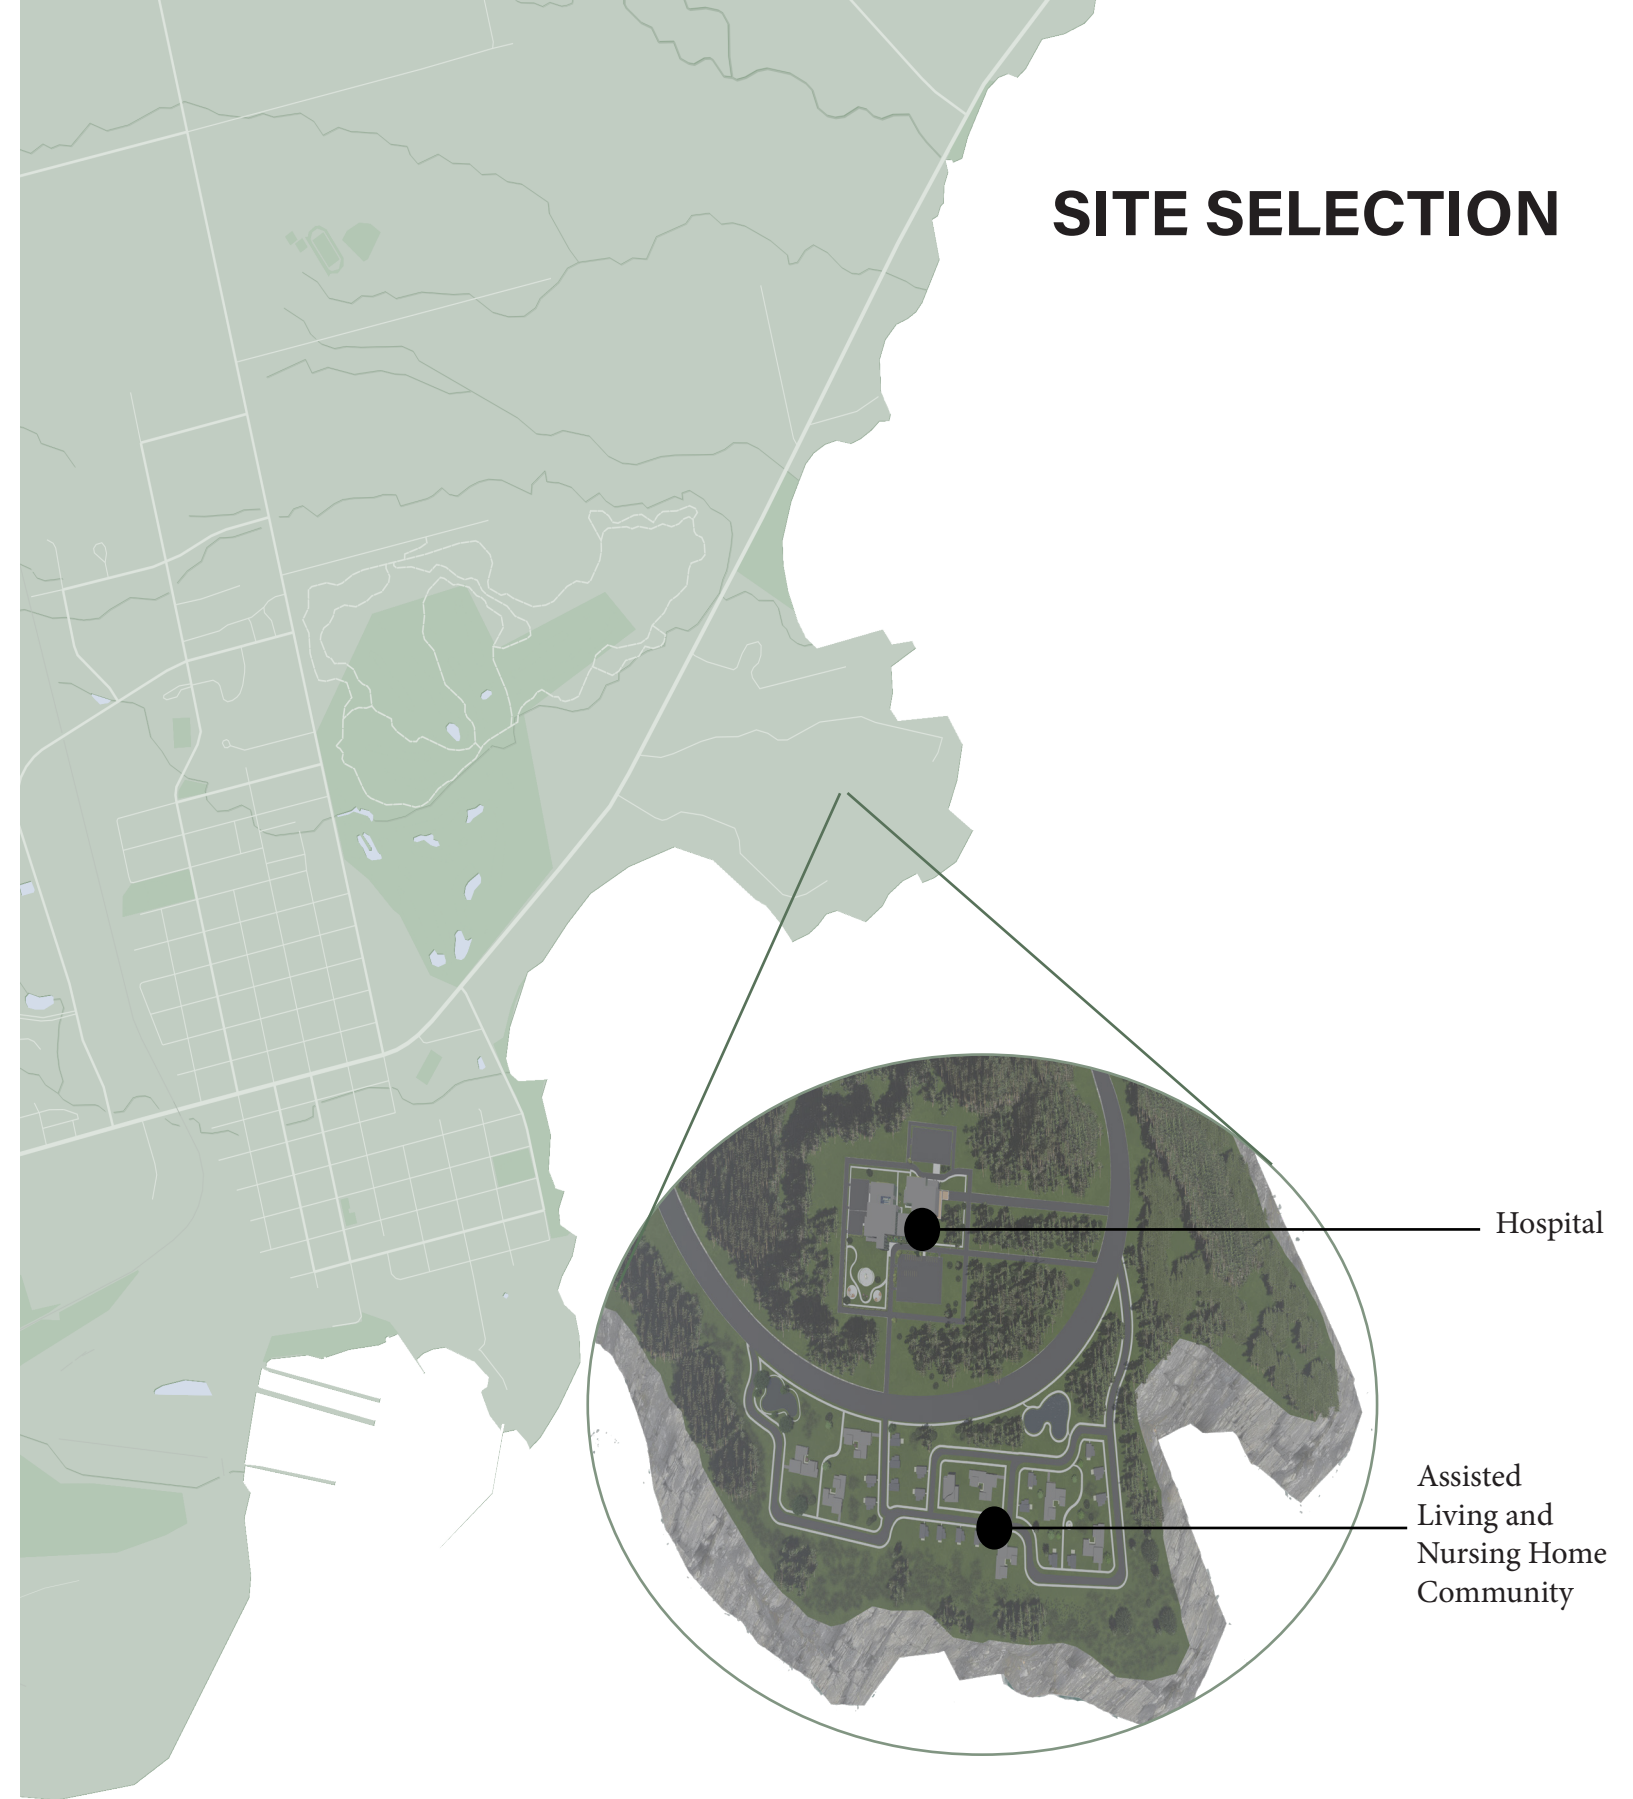 SITE SELECTION
Hospital
Assisted
Living and
Nursing Home
Community